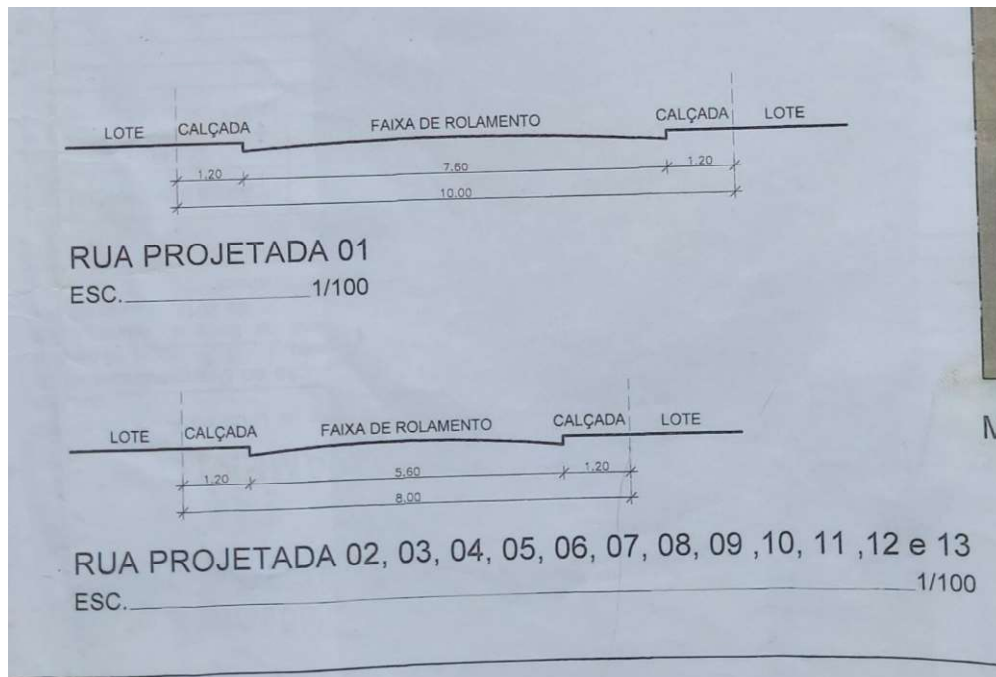 LOTE CALÇADA FAIXA DE ROLAMENTO CALÇADA LOTE
1.20 7.60 1.20
10.00
RUA PROJETADA 01
ESC. 1/100
LOTE CALÇADA FAIXA DE ROLAMENTO CALÇADA LOTE
1.20 5.60 1.20
8.00
RUA PROJETADA 02, 03, 04, 05, 06, 07, 08, 09 ,10, 11 ,12 e 13
ESC. 1/100